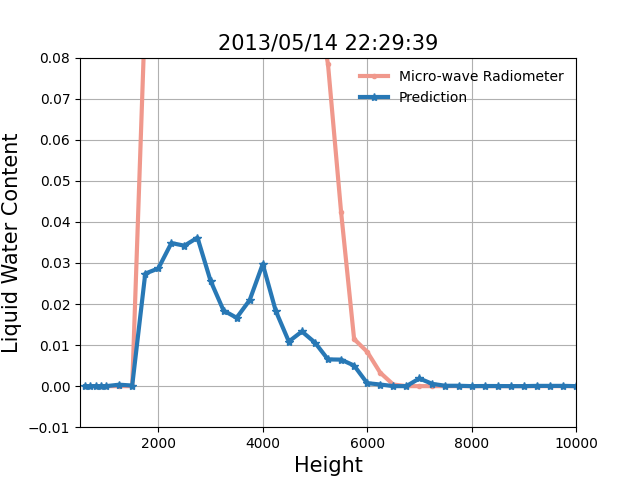 2013/05/14 22:29:39
Micro-wave Radiometer
Prediction
Liquid Water Content
0.08
0.07
0.06
0.05
0.04
0.03
0.02
0.01
0.00
−0.01
2000 4000 6000 8000 10000
Height